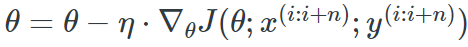 θ = θ − η · ∇θJ(θ; x^(i:i+n); y^(i:i+n))